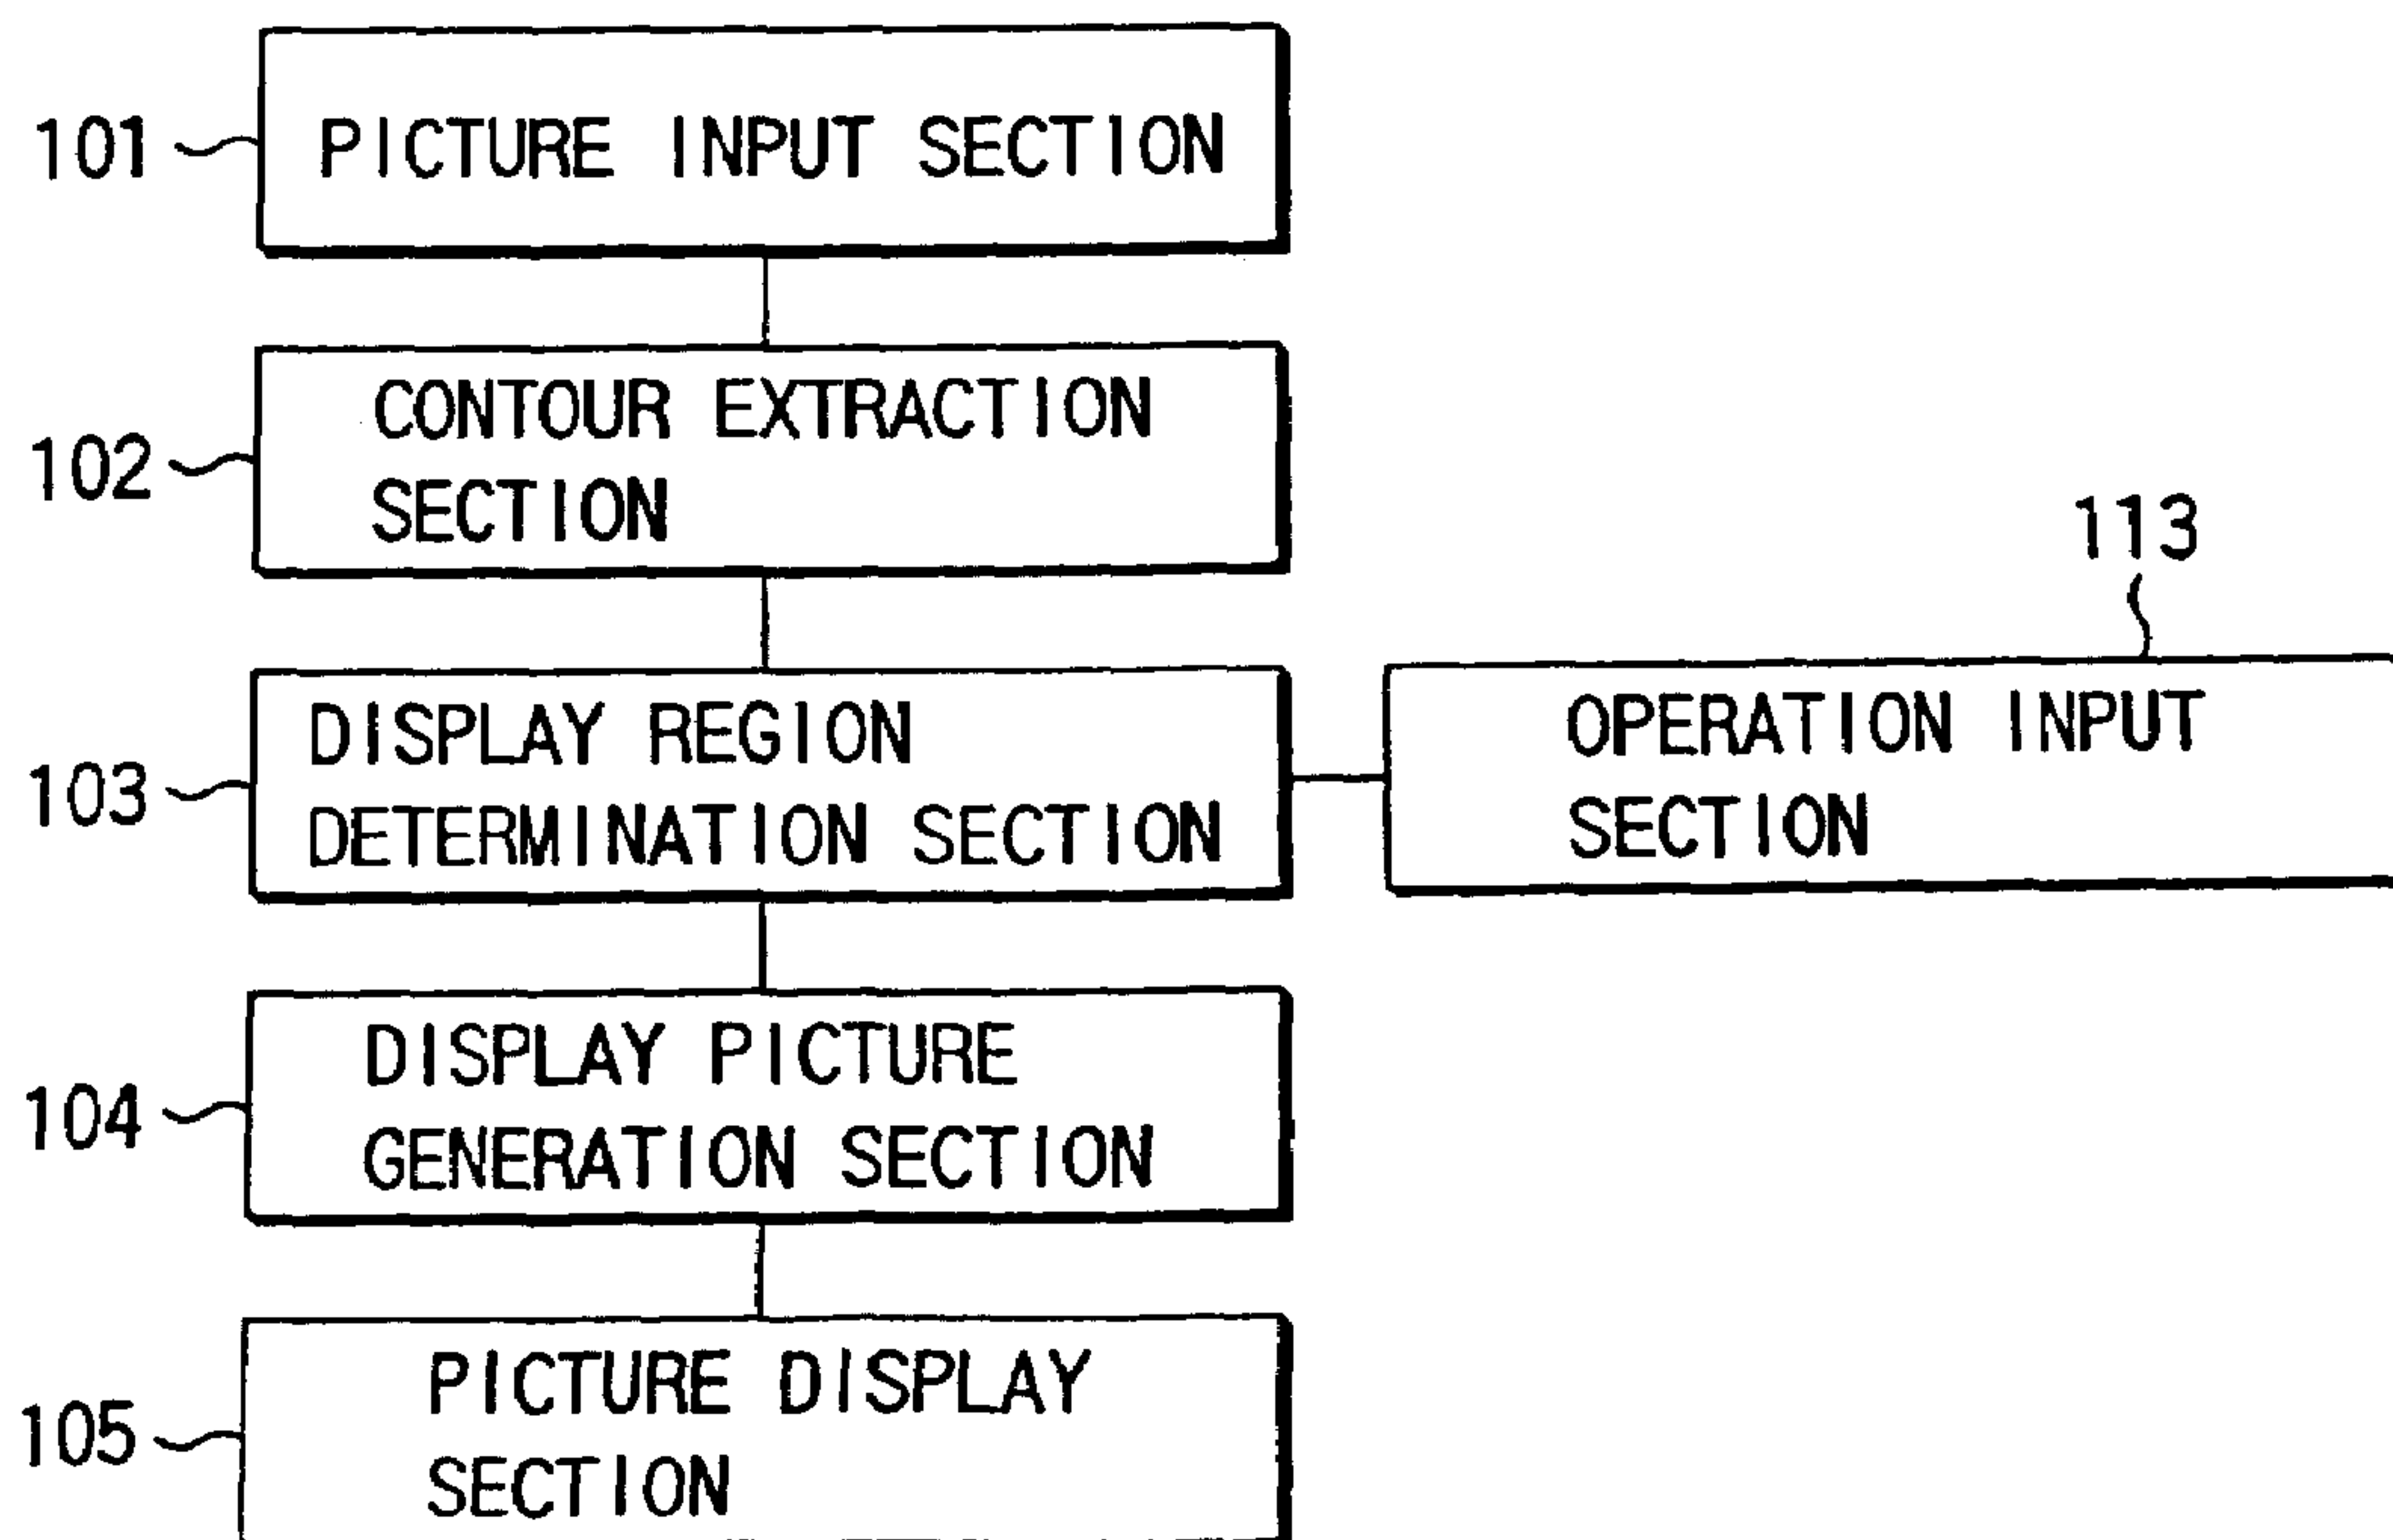 101
PICTURE INPUT SECTION
102
CONTOUR EXTRACTION
SECTION
113
103
DISPLAY REGION
DETERMINATION SECTION
OPERATION INPUT
SECTION
104
DISPLAY PICTURE
GENERATION SECTION
105
PICTURE DISPLAY
SECTION